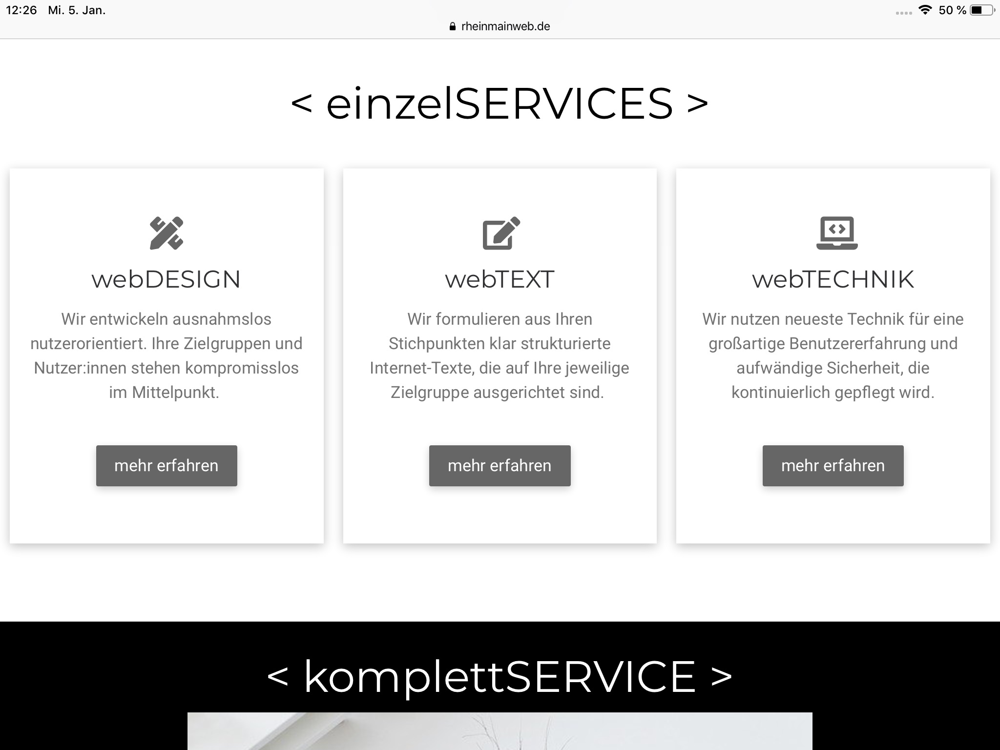 12:26 Mi. 5. Jan.
50 %
rheinmainweb.de
< einzelSERVICES >
webDESIGN
Wir entwickeln ausnahmslos
nutzerorientiert. Ihre Zielgruppen und
Nutzer:innen stehen kompromisslos
im Mittelpunkt.
mehr erfahren
webTEXT
Wir formulieren aus Ihren
Stichpunkten klar strukturierte
Internet-Texte, die auf Ihre jeweilige
Zielgruppe ausgerichtet sind.
mehr erfahren
webTECHNIK
Wir nutzen neueste Technik für eine
großartige Benutzererfahrung und
aufwändige Sicherheit, die
kontinuierlich gepflegt wird.
mehr erfahren
< komplettSERVICE >